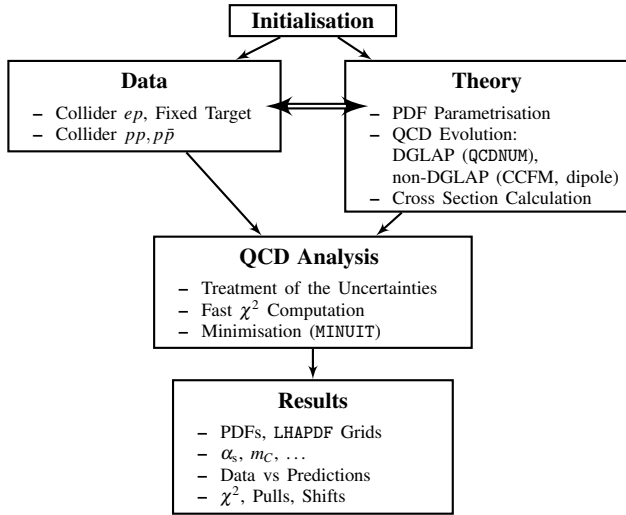 Initialisation
Data
– Collider ep, Fixed Target
– Collider pp, pp̄
Theory
– PDF Parametrisation
– QCD Evolution:
DGLAP (QCDNUM),
non-DGLAP (CCFM, dipole)
– Cross Section Calculation
QCD Analysis
– Treatment of the Uncertainties
– Fast χ² Computation
– Minimisation (MINUIT)
Results
– PDFs, LHAPDF Grids
– αₛ, m_C, …
– Data vs Predictions
– χ², Pulls, Shifts